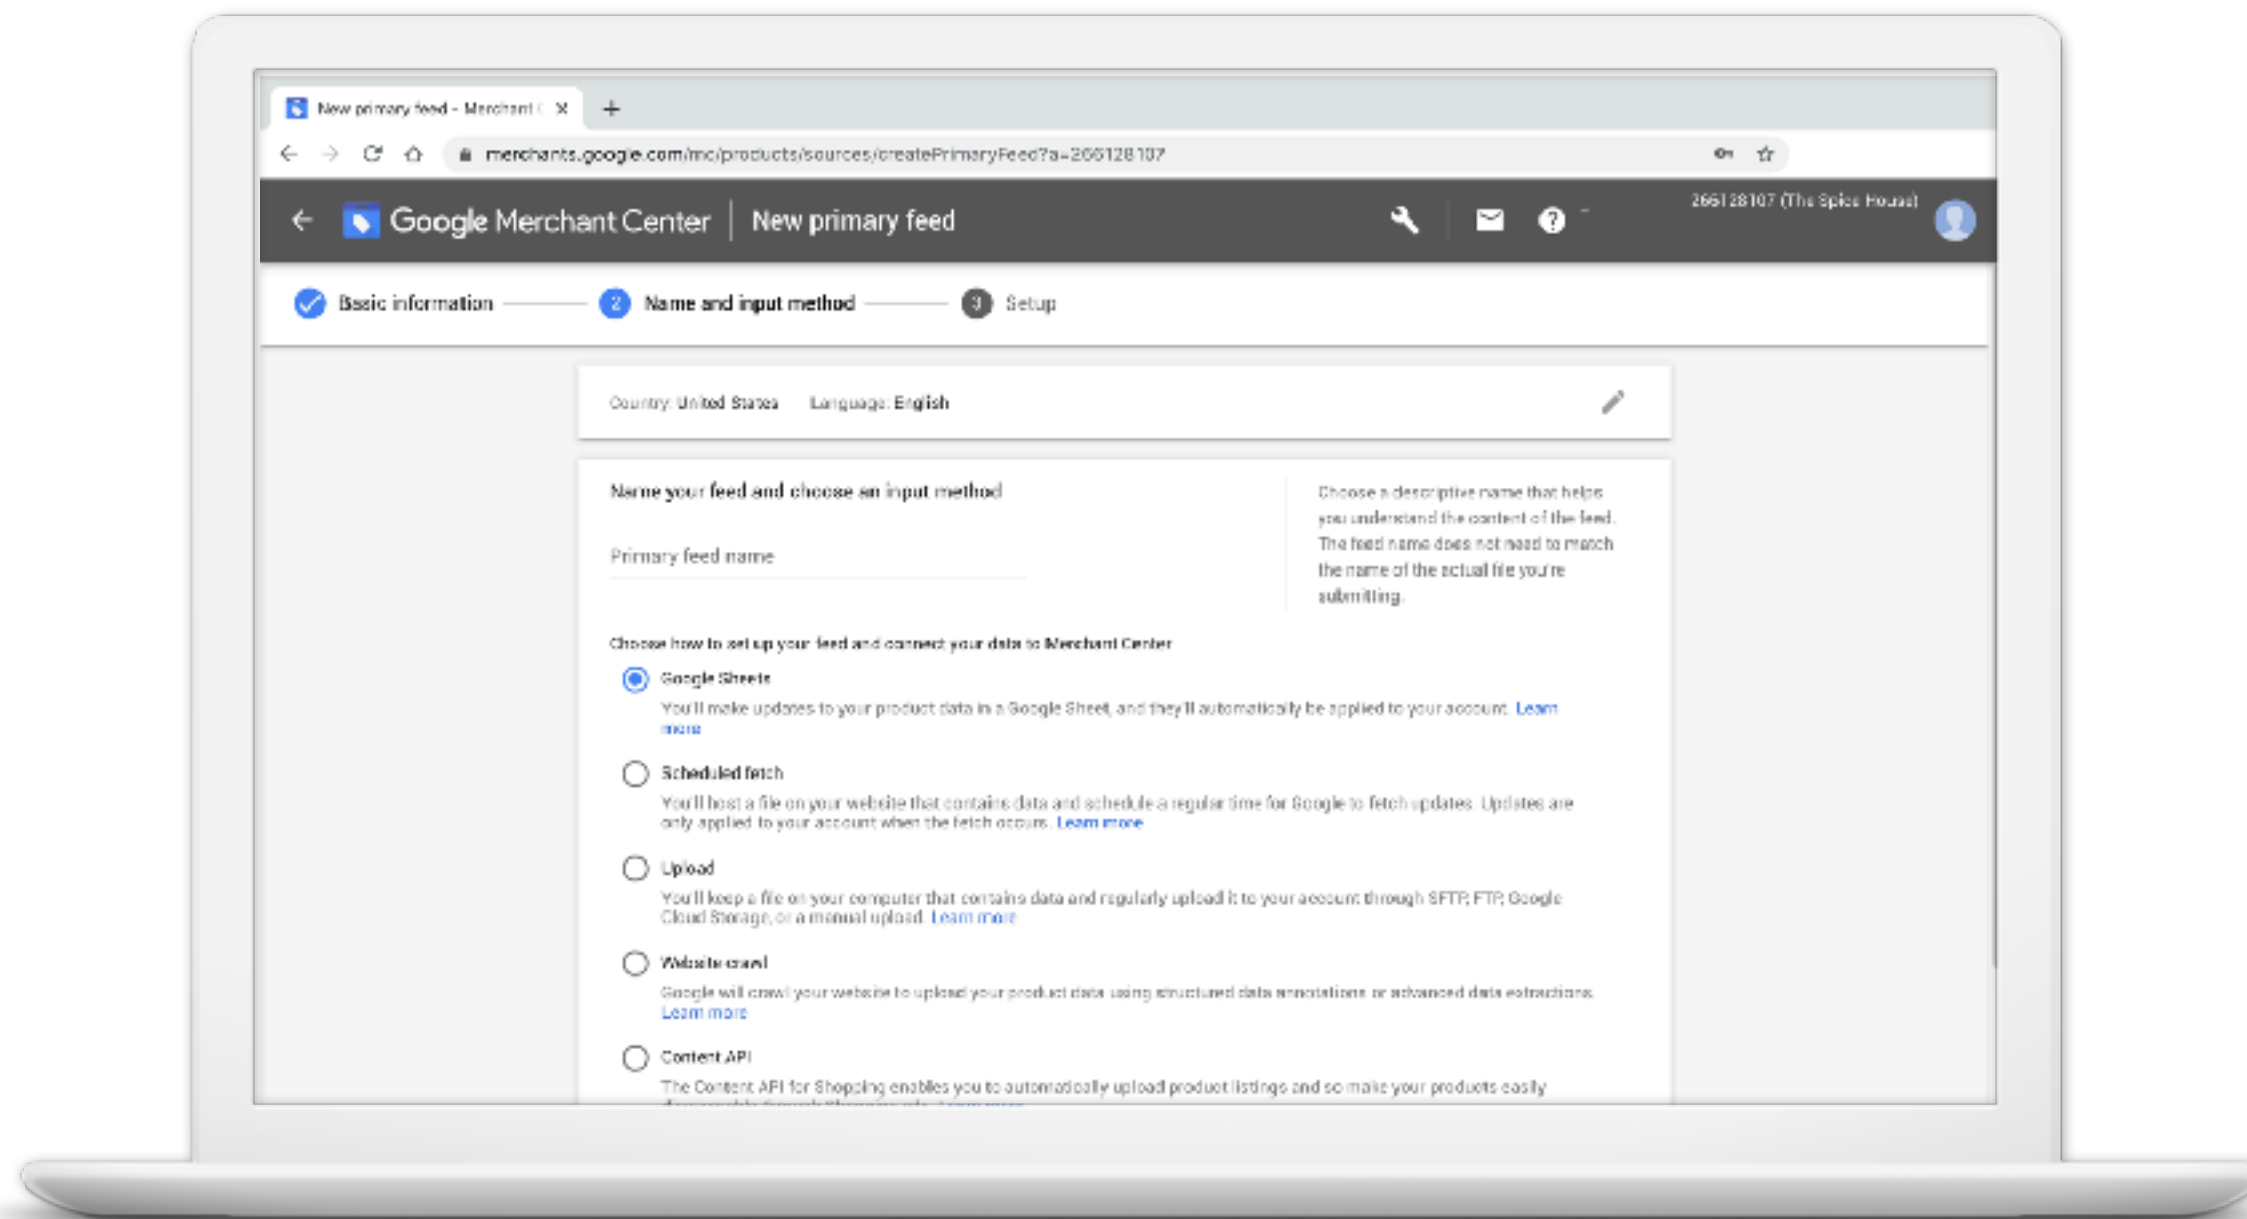 New primary feed - Merchant C
merchants.google.com/mc/products/sources/createPrimaryFeed?a=266128107
Google Merchant Center New primary feed
266128107 (The Spice House)
Basic information 2 Name and input method 3 Setup
Country: United States Language: English
Name your feed and choose an input method
Primary feed name
Choose a descriptive name that helps
you understand the content of the feed.
The feed name does not need to match
the name of the actual file you're
submitting.
Choose how to set up your feed and connect your data to Merchant Center
Google Sheets
You'll make updates to your product data in a Google Sheet, and they'll automatically be applied to your account. Learn
more
Scheduled fetch
You'll host a file on your website that contains data and schedule a regular time for Google to fetch updates. Updates are
only applied to your account when the fetch occurs. Learn more
Upload
You'll keep a file on your computer that contains data and regularly upload it to your account through SFTP, FTP, Google
Cloud Storage, or a manual upload. Learn more
Website crawl
Google will crawl your website to upload your product data using structured data annotations or advanced data extractions.
Learn more
Content API
The Content API for Shopping enables you to automatically upload product listings and so make your products easily